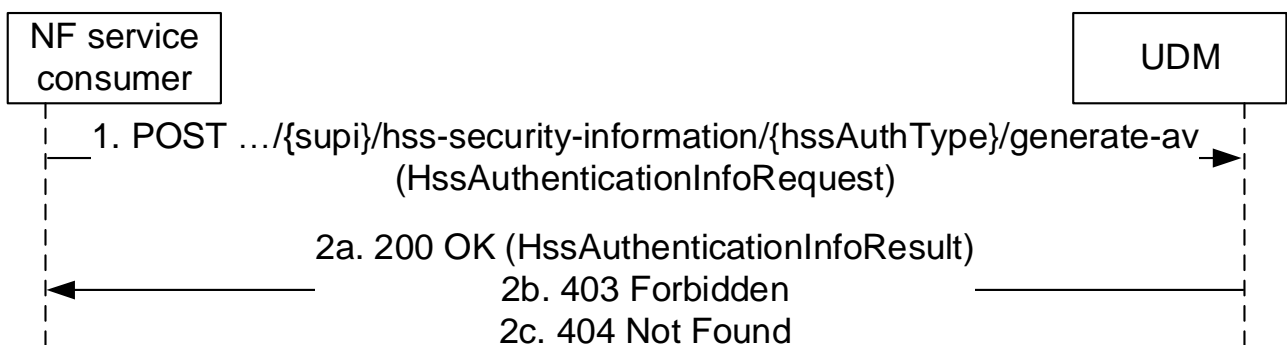 NF service
consumer
UDM
1. POST …/{supi}/hss-security-information/{hssAuthType}/generate-av
(HssAuthenticationInfoRequest)
2a. 200 OK (HssAuthenticationInfoResult)
2b. 403 Forbidden
2c. 404 Not Found